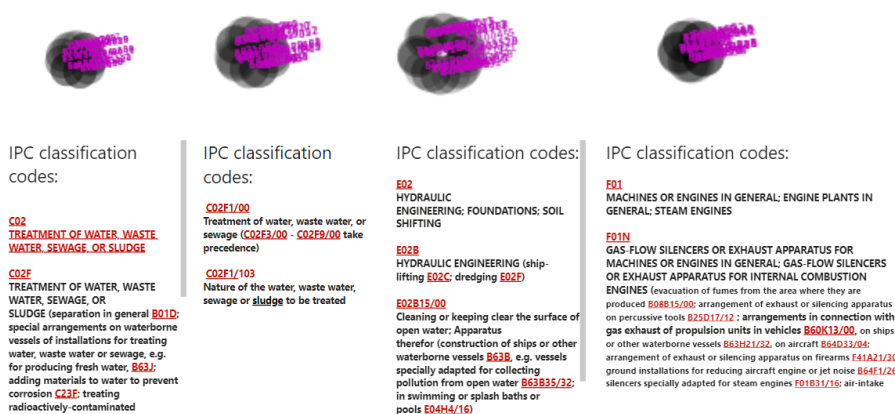 IPC classification
codes:
C02
TREATMENT OF WATER, WASTE
WATER, SEWAGE, OR SLUDGE
C02F
TREATMENT OF WATER, WASTE
WATER, SEWAGE, OR
SLUDGE (separation in general B01D;
special arrangements on waterborne
vessels of installations for treating
water, waste water or sewage, e.g.
for producing fresh water, B63J;
adding materials to water to prevent
corrosion C23F; treating
radioactively-contaminated
IPC classification
codes:
C02F1/00
Treatment of water, waste water, or
sewage (C02F3/00 - C02F9/00 take
precedence)
C02F1/103
Nature of the water, waste water,
sewage or sludge to be treated
IPC classification codes:
E02
HYDRAULIC
ENGINEERING; FOUNDATIONS; SOIL
SHIFTING
E02B
HYDRAULIC ENGINEERING (ship-
lifting E02C; dredging E02F)
E02B15/00
Cleaning or keeping clear the surface of
open water; Apparatus
therefor (construction of ships or other
waterborne vessels B63B, e.g. vessels
specially adapted for collecting
pollution from open water B63B35/32;
in swimming or splash baths or
pools E04H4/16)
IPC classification codes:
F01
MACHINES OR ENGINES IN GENERAL; ENGINE PLANTS IN
GENERAL; STEAM ENGINES
F01N
GAS-FLOW SILENCERS OR EXHAUST APPARATUS FOR
MACHINES OR ENGINES IN GENERAL; GAS-FLOW SILENCERS
OR EXHAUST APPARATUS FOR INTERNAL COMBUSTION
ENGINES (evacuation of fumes from the area where they are
produced B08B15/00; arrangement of exhaust or silencing apparatus
on percussive tools B25D17/12 ; arrangements in connection with
gas exhaust of propulsion units in vehicles B60K13/00, on ships
or other waterborne vessels B63H21/32, on aircraft B64D33/04;
arrangement of exhaust or silencing apparatus on firearms F41A21/30
ground installations for reducing aircraft engine or jet noise B64F1/26
silencers specially adapted for steam engines F01B31/16; air-intake